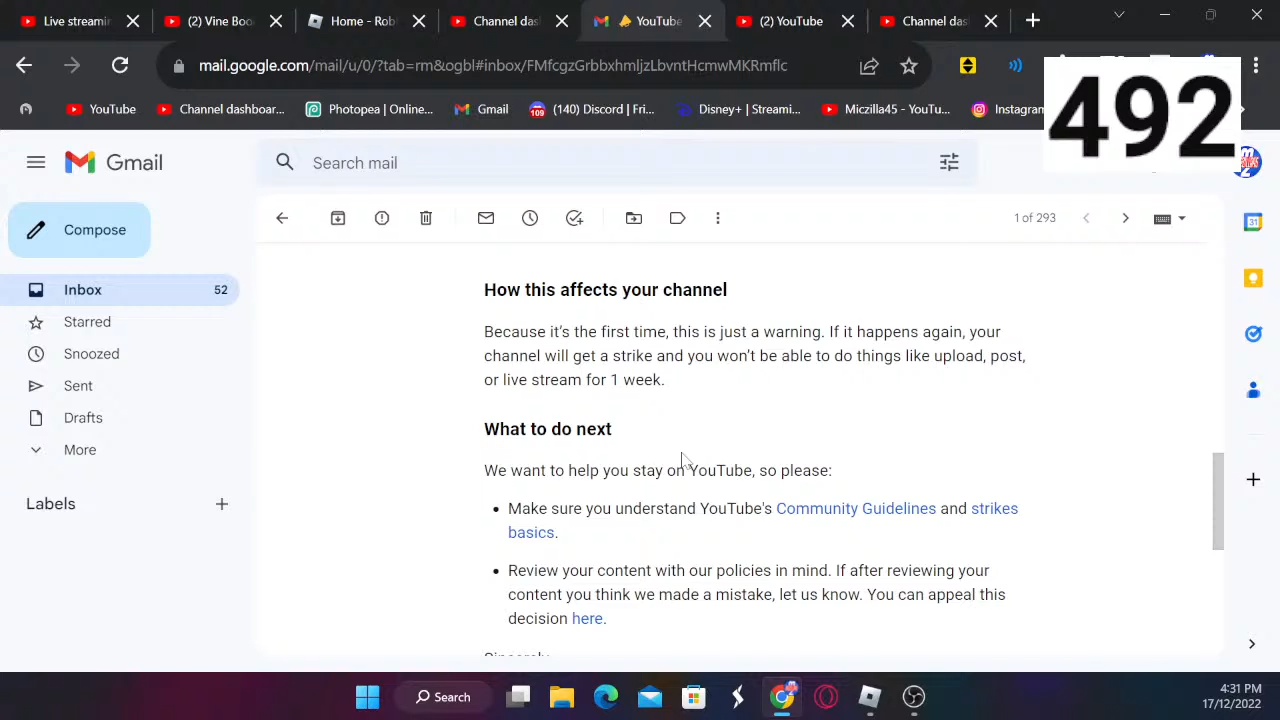 Live streamin
(2) Vine Boo
Home - Rob
Channel das
YouTube
(2) YouTube
Channel das
mail.google.com/mail/u/0/?tab=rm&ogbl#inbox/FMfcgzGrbbxhmljzLbvntHcmwMKRmflc
YouTube
Channel dashboar...
Photopea | Online...
Gmail
109
(140) Discord | Fri...
Disney+ | Streami...
Miczilla45 - YouTu...
Instagram
492
Gmail
Search mail
Compose
1 of 293
31
Inbox
52
Starred
Snoozed
Sent
Drafts
More
Labels
How this affects your channel
Because it's the first time, this is just a warning. If it happens again, your
channel will get a strike and you won't be able to do things like upload, post,
or live stream for 1 week.
What to do next
We want to help you stay on YouTube, so please:
• Make sure you understand YouTube's Community Guidelines and strikes
basics.
• Review your content with our policies in mind. If after reviewing your
content you think we made a mistake, let us know. You can appeal this
decision here.
Sincerely
Search
4:31 PM
17/12/2022